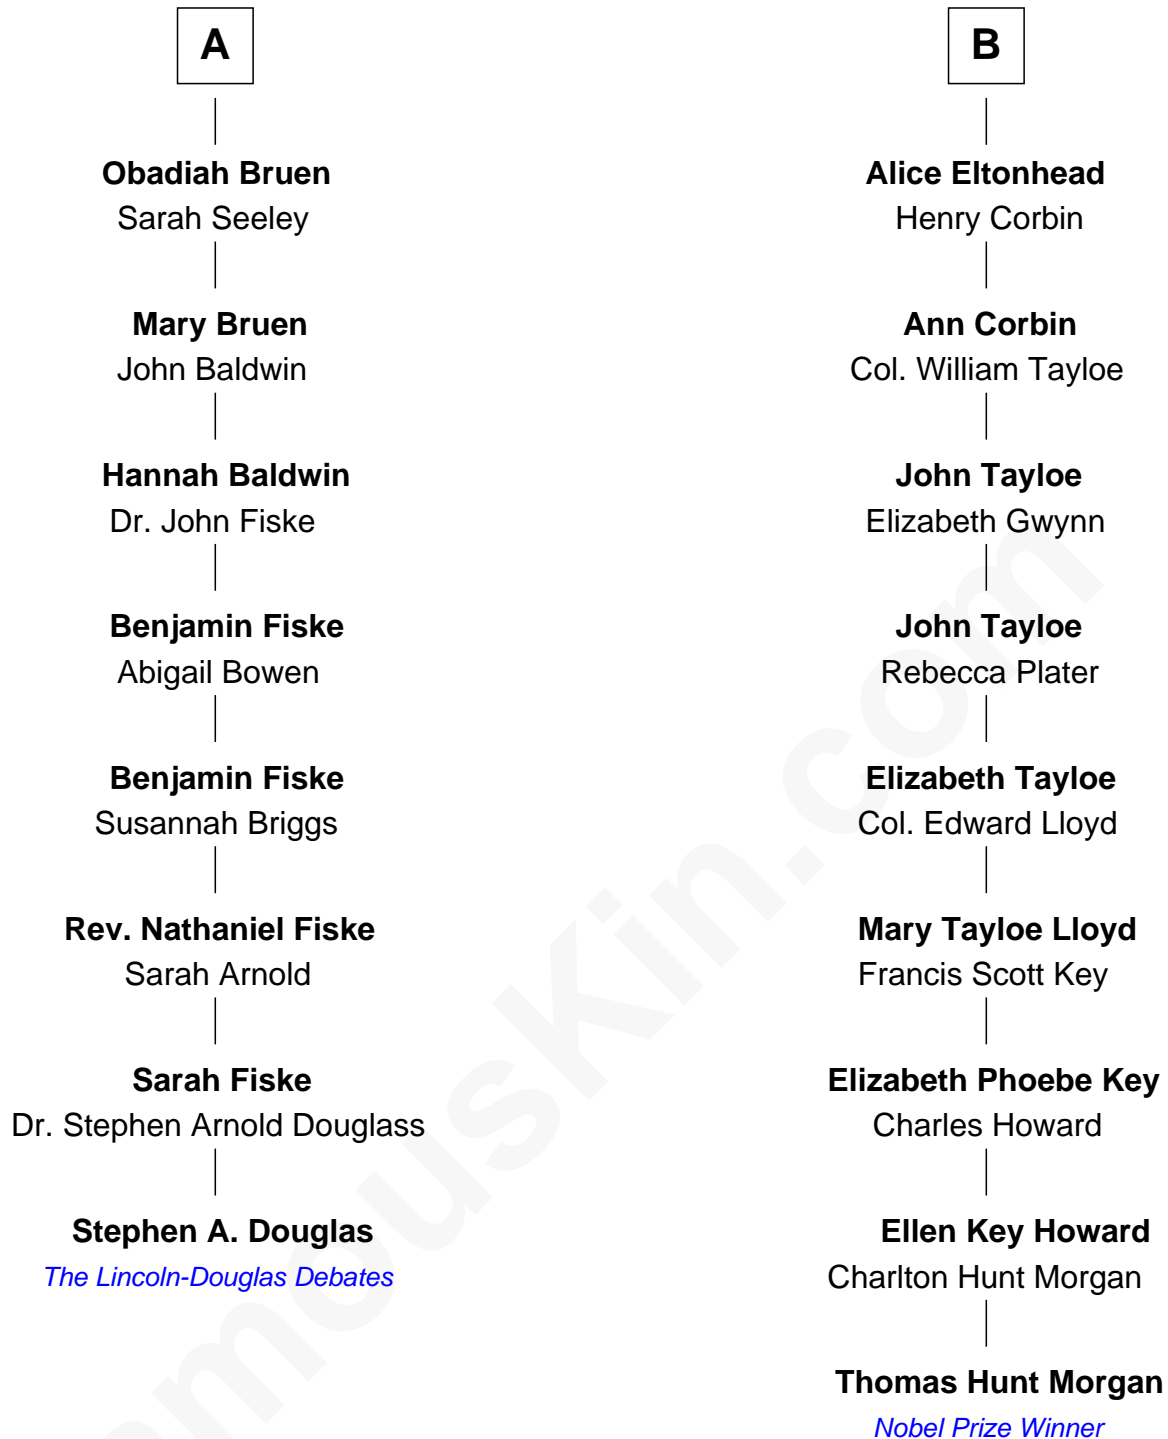 A
Obadiah Bruen
Sarah Seeley
Mary Bruen
John Baldwin
Hannah Baldwin
Dr. John Fiske
Benjamin Fiske
Abigail Bowen
Benjamin Fiske
Susannah Briggs
Rev. Nathaniel Fiske
Sarah Arnold
Sarah Fiske
Dr. Stephen Arnold Douglass
Stephen A. Douglas
The Lincoln-Douglas Debates
B
Alice Eltonhead
Henry Corbin
Ann Corbin
Col. William Tayloe
John Tayloe
Elizabeth Gwynn
John Tayloe
Rebecca Plater
Elizabeth Tayloe
Col. Edward Lloyd
Mary Tayloe Lloyd
Francis Scott Key
Elizabeth Phoebe Key
Charles Howard
Ellen Key Howard
Charlton Hunt Morgan
Thomas Hunt Morgan
Nobel Prize Winner
amouskin.com